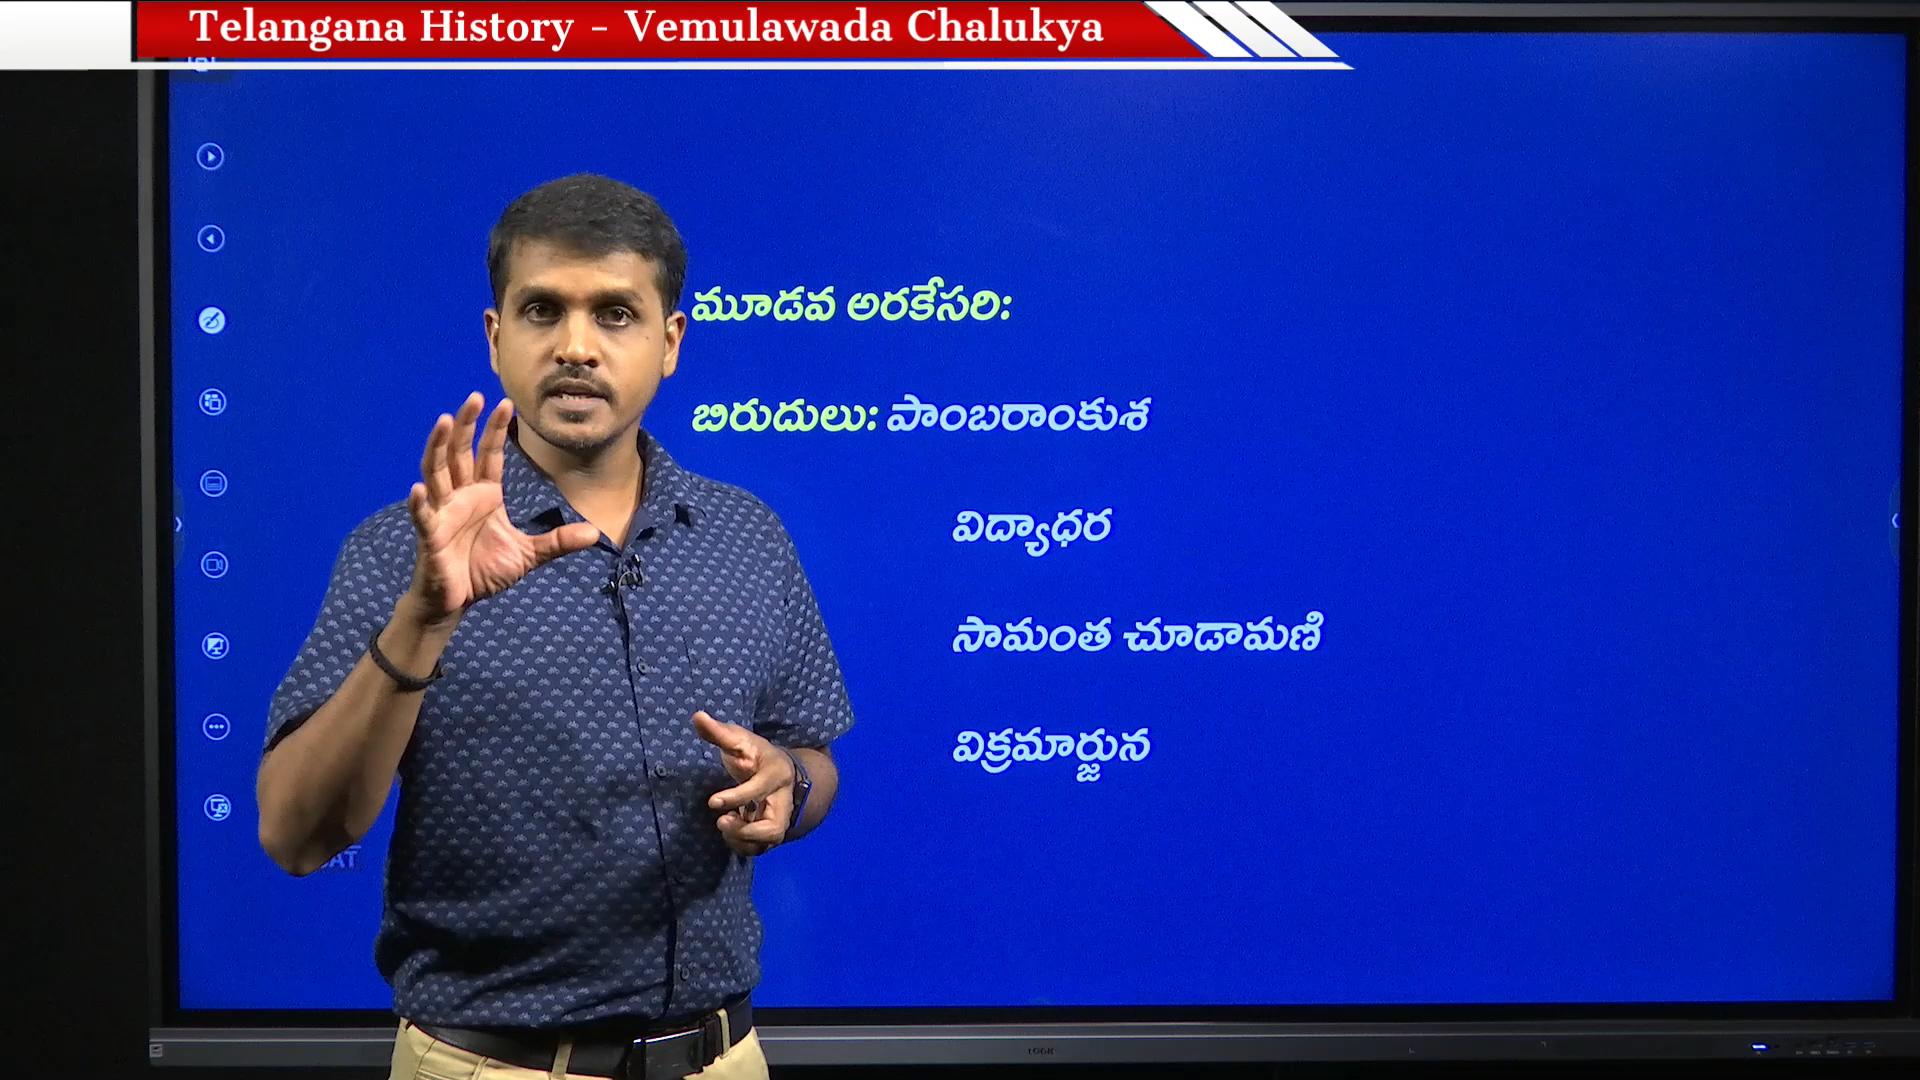 Telangana History - Vemulawada Chalukya
మూడవ అరకేసరి:
బిరుదులు: పాంబరాంకుశ
విద్యాధర
సామంత చూడామణి
విక్రమార్జున